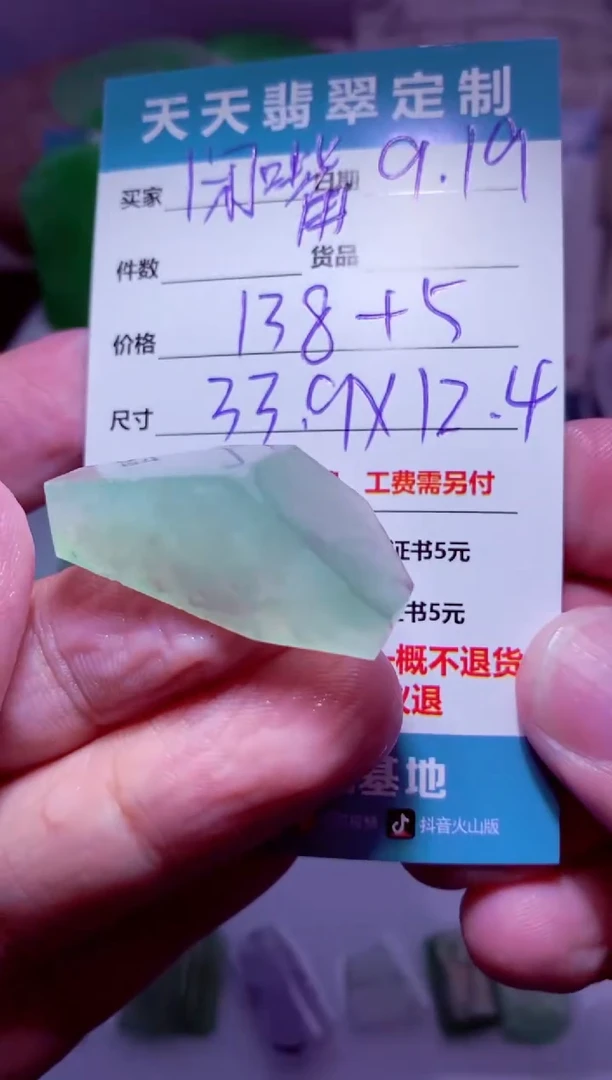 天天翡翠定制
买家 日期 9.19
件数 货品
价格 138+5
尺寸 33.9X12.4
工费需另付
证书5元
书5元
一概不退货
议退
基地
抖音火山版